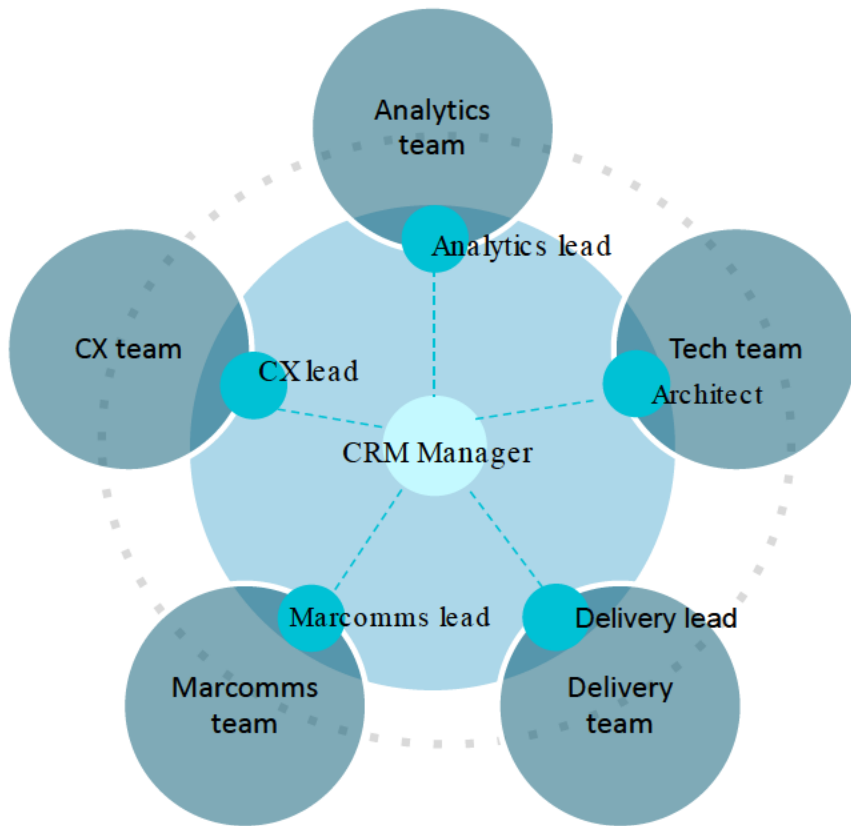 Analytics
team
Analytics lead
CX team
CX lead
Tech team
Architect
CRM Manager
Marcomms lead
Delivery lead
Marcomms
team
Delivery
team